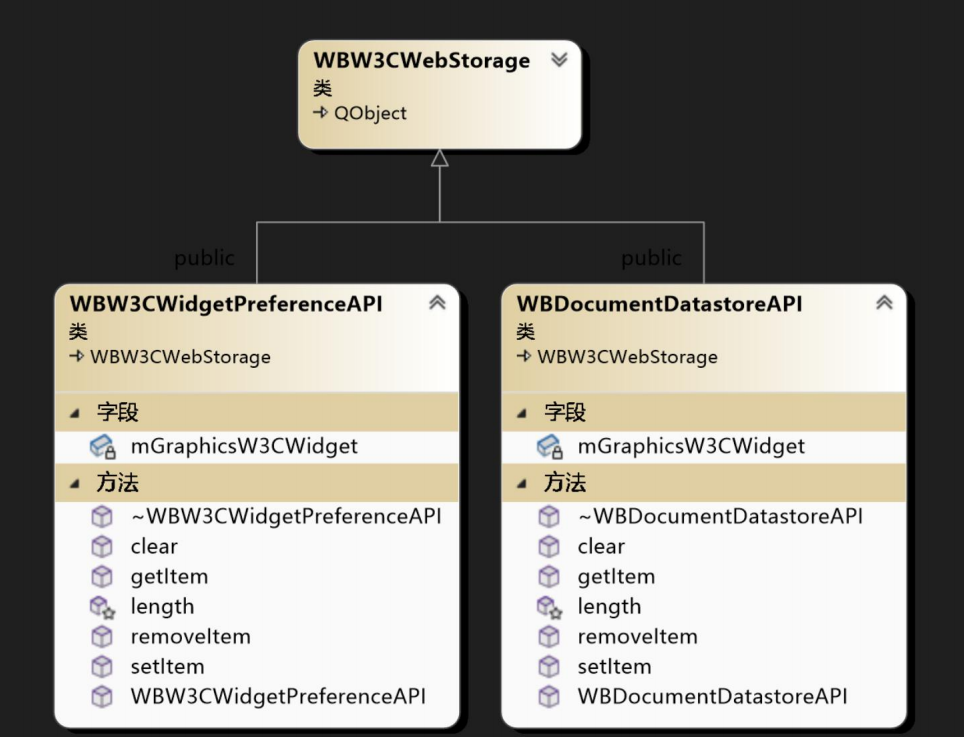 WBW3CWebStorage
类
QObject
public
public
WBW3CWidgetPreferenceAPI
类
WBW3CWebStorage
字段
mGraphicsW3CWidget
方法
~WBW3CWidgetPreferenceAPI
clear
getItem
length
removeItem
setItem
WBW3CWidgetPreferenceAPI
WBDocumentDatastoreAPI
类
WBW3CWebStorage
字段
mGraphicsW3CWidget
方法
~WBDocumentDatastoreAPI
clear
getItem
length
removeItem
setItem
WBDocumentDatastoreAPI